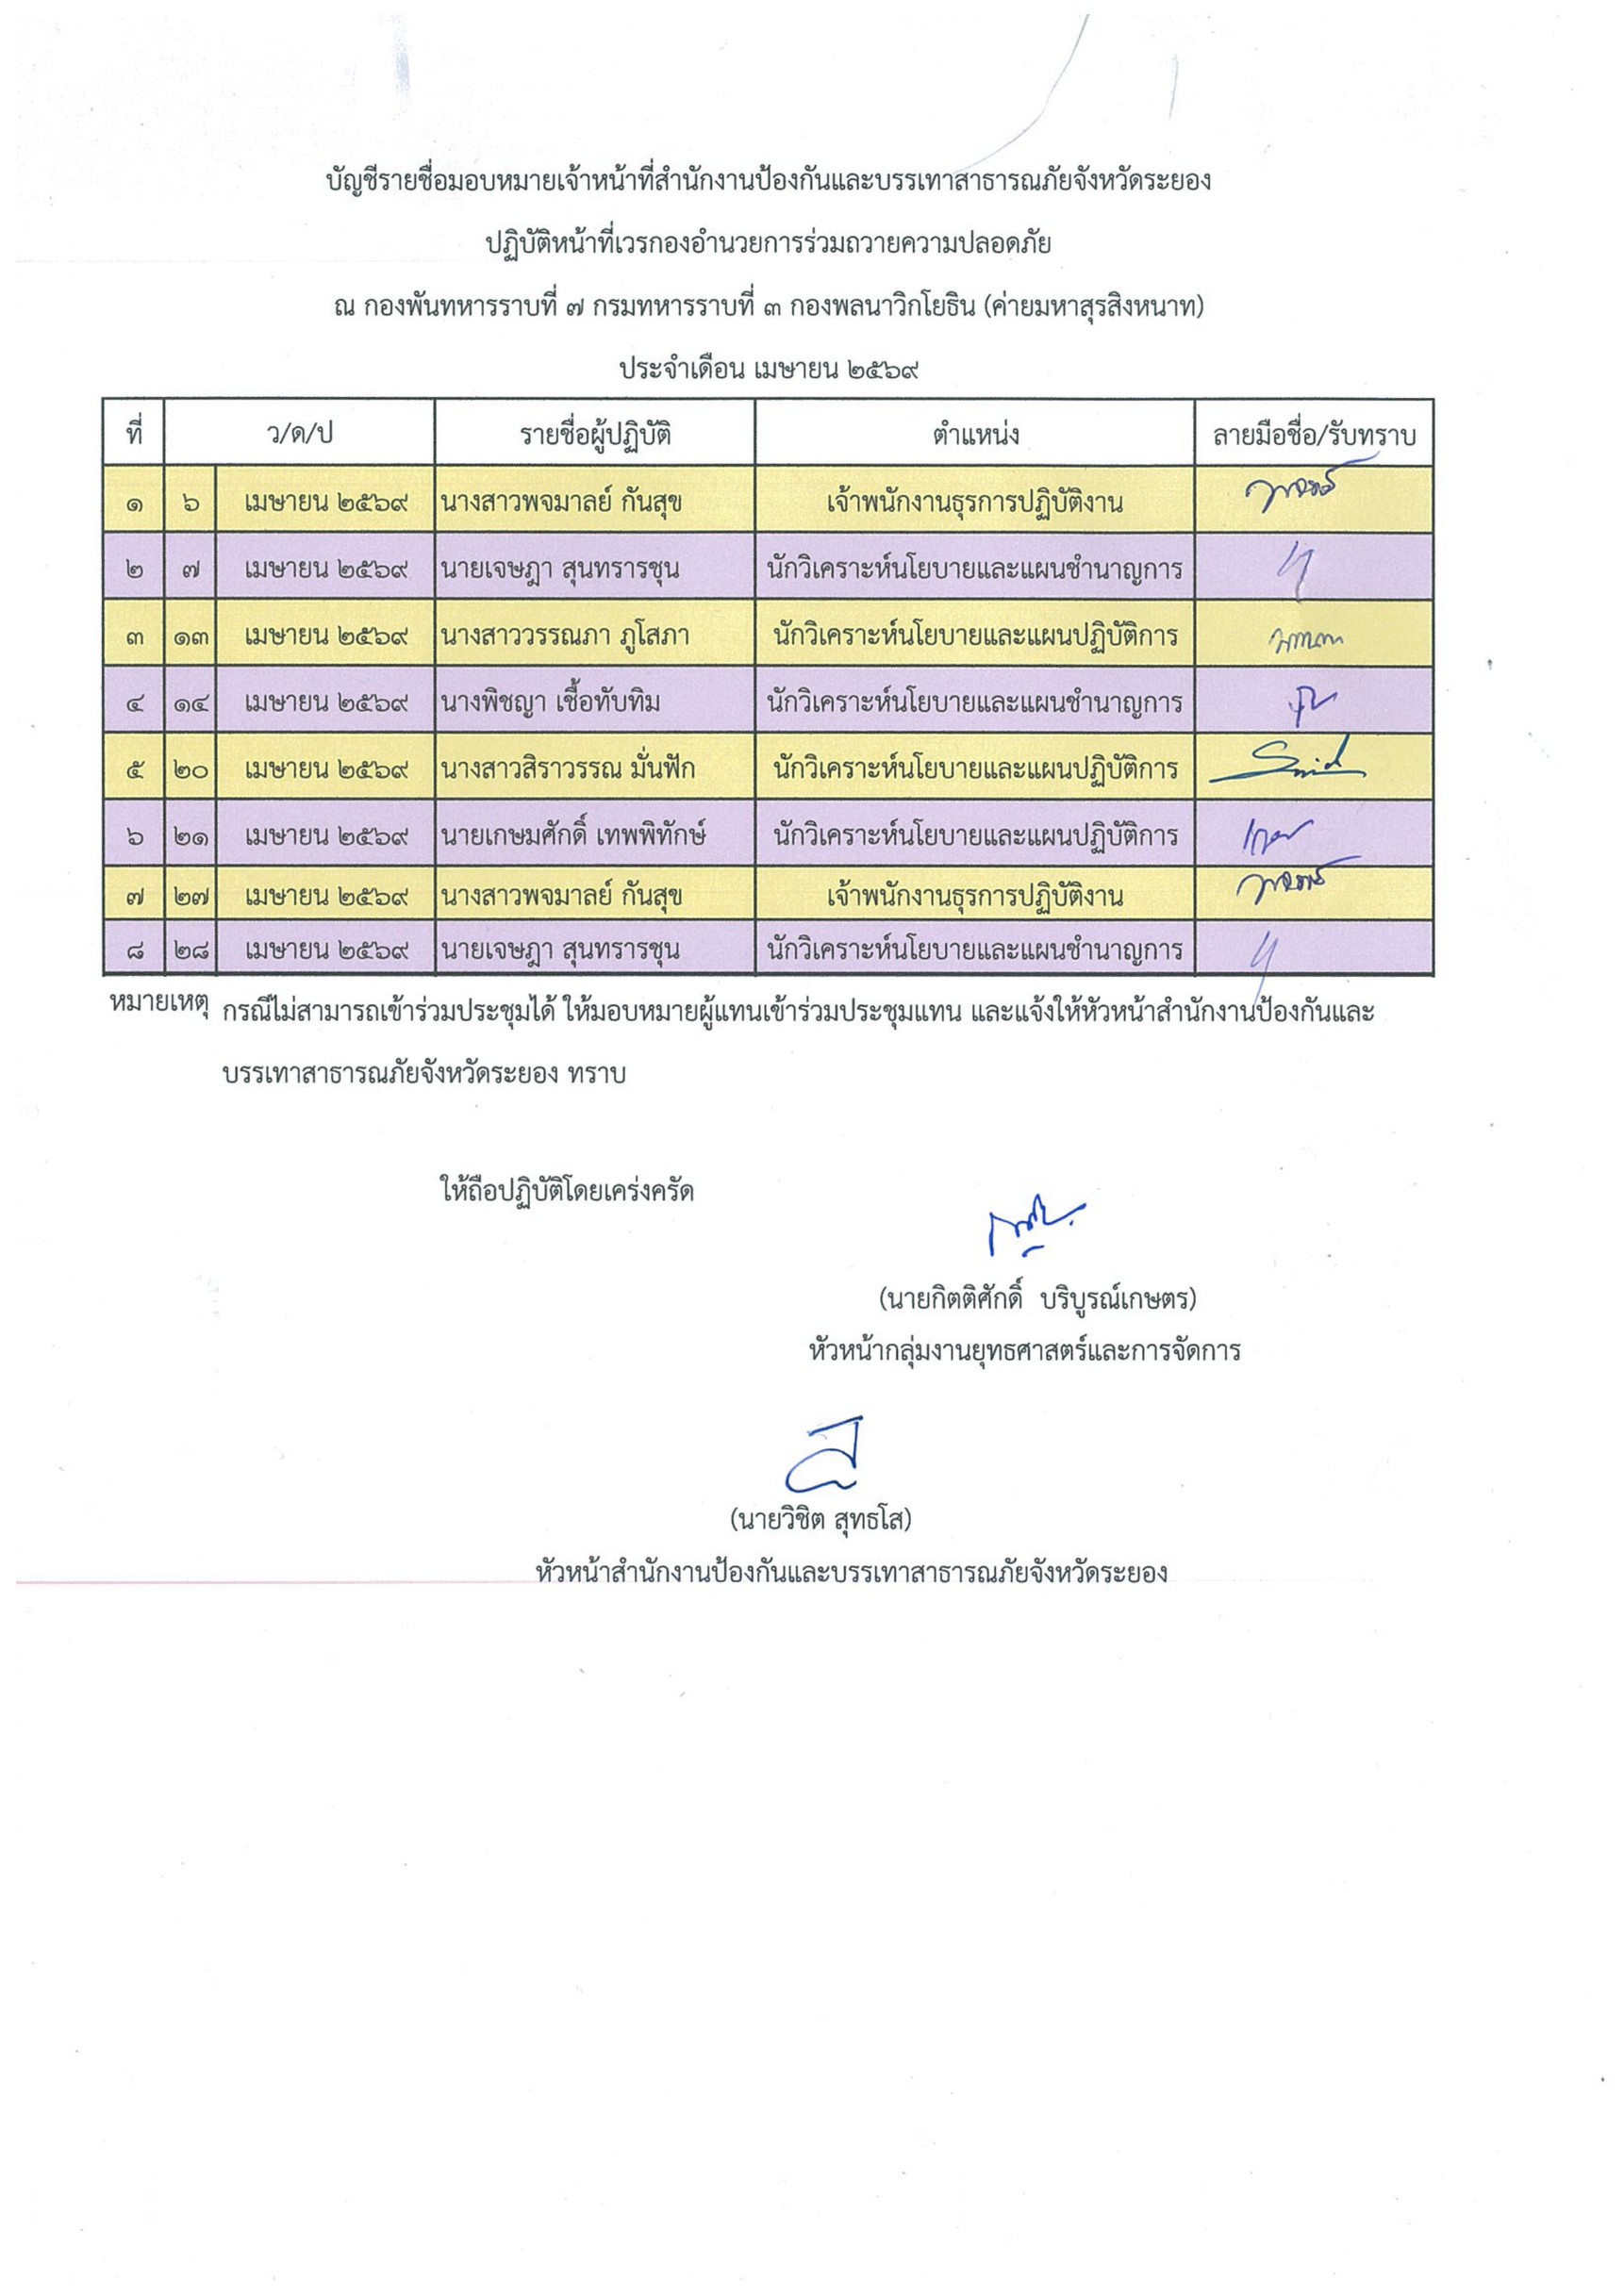 บัญชีรายชื่อมอบหมายเจ้าหน้าที่สำนักงานป้องกันและบรรเทาสาธารณภัยจังหวัดระยอง
ปฏิบัติหน้าที่เวรกองอำนวยการร่วมถวายความปลอดภัย
ณ กองพันทหารราบที่ ๗ กรมทหารราบที่ ๓ กองพลนาวิกโยธิน (ค่ายมหาสุรสิงหนาท)
ประจำเดือน เมษายน ๒๕๖๙
ที่ ว/ด/ป รายชื่อผู้ปฏิบัติ ตำแหน่ง ลายมือชื่อ/รับทราบ
๑ ๖ เมษายน ๒๕๖๙ นางสาวพจมาลย์ กันสุข เจ้าพนักงานธุรการปฏิบัติงาน
๒ ๗ เมษายน ๒๕๖๙ นายเจษฎา สุนทรารชุน นักวิเคราะห์นโยบายและแผนชำนาญการ
๓ ๑๓ เมษายน ๒๕๖๙ นางสาววรรณภา ภูโสภา นักวิเคราะห์นโยบายและแผนปฏิบัติการ
๔ ๑๔ เมษายน ๒๕๖๙ นางพิชญา เชื้อทับทิม นักวิเคราะห์นโยบายและแผนชำนาญการ
๕ ๒๐ เมษายน ๒๕๖๙ นางสาวสิราวรรณ มั่นฟัก นักวิเคราะห์นโยบายและแผนปฏิบัติการ
๖ ๒๑ เมษายน ๒๕๖๙ นายเกษมศักดิ์ เทพพิทักษ์ นักวิเคราะห์นโยบายและแผนปฏิบัติการ
๗ ๒๗ เมษายน ๒๕๖๙ นางสาวพจมาลย์ กันสุข เจ้าพนักงานธุรการปฏิบัติงาน
๘ ๒๘ เมษายน ๒๕๖๙ นายเจษฎา สุนทรารชุน นักวิเคราะห์นโยบายและแผนชำนาญการ
หมายเหตุ กรณีไม่สามารถเข้าร่วมประชุมได้ ให้มอบหมายผู้แทนเข้าร่วมประชุมแทน และแจ้งให้หัวหน้าสำนักงานป้องกันและ
บรรเทาสาธารณภัยจังหวัดระยอง ทราบ
ให้ถือปฏิบัติโดยเคร่งครัด
(นายกิตติศักดิ์ บริบูรณ์เกษตร)
หัวหน้ากลุ่มงานยุทธศาสตร์และการจัดการ
(นายวิชิต สุทธโส)
หัวหน้าสำนักงานป้องกันและบรรเทาสาธารณภัยจังหวัดระยอง